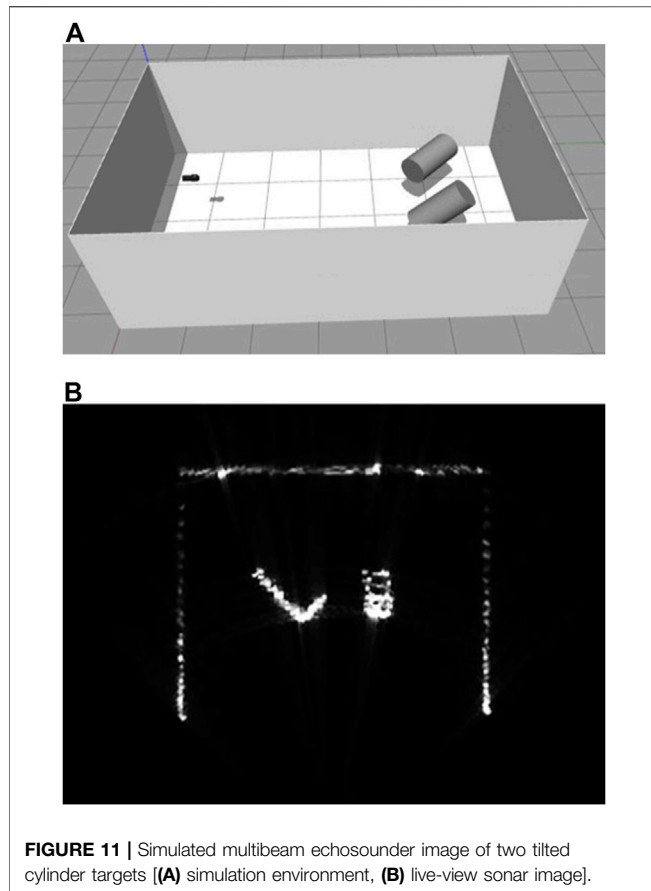 A
B
FIGURE 11 | Simulated multibeam echosounder image of two tilted
cylinder targets [(A) simulation environment, (B) live-view sonar image].